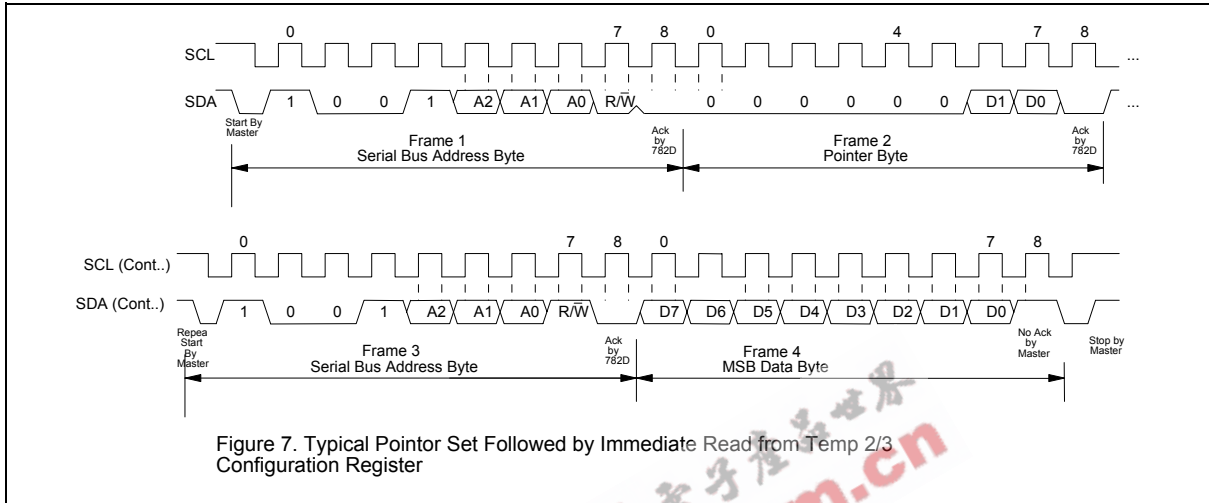 0 7 8 0 4 7 8
SCL ...
SDA 1 0 0 1 A2 A1 A0 R/W̅ 0 0 0 0 0 0 D1 D0 ...
Start By
Master
Ack
by
782D
Ack
by
782D
Frame 1
Serial Bus Address Byte
Frame 2
Pointer Byte
0 7 8 0 7 8
SCL (Cont..)
SDA (Cont..) 1 0 0 1 A2 A1 A0 R/W̅ D7 D6 D5 D4 D3 D2 D1 D0
Repea
Start
By
Master
Ack
by
782D
No Ack
by
Master
Stop by
Master
Frame 3
Serial Bus Address Byte
Frame 4
MSB Data Byte
Figure 7. Typical Pointor Set Followed by Immediate Read from Temp 2/3
Configuration Register